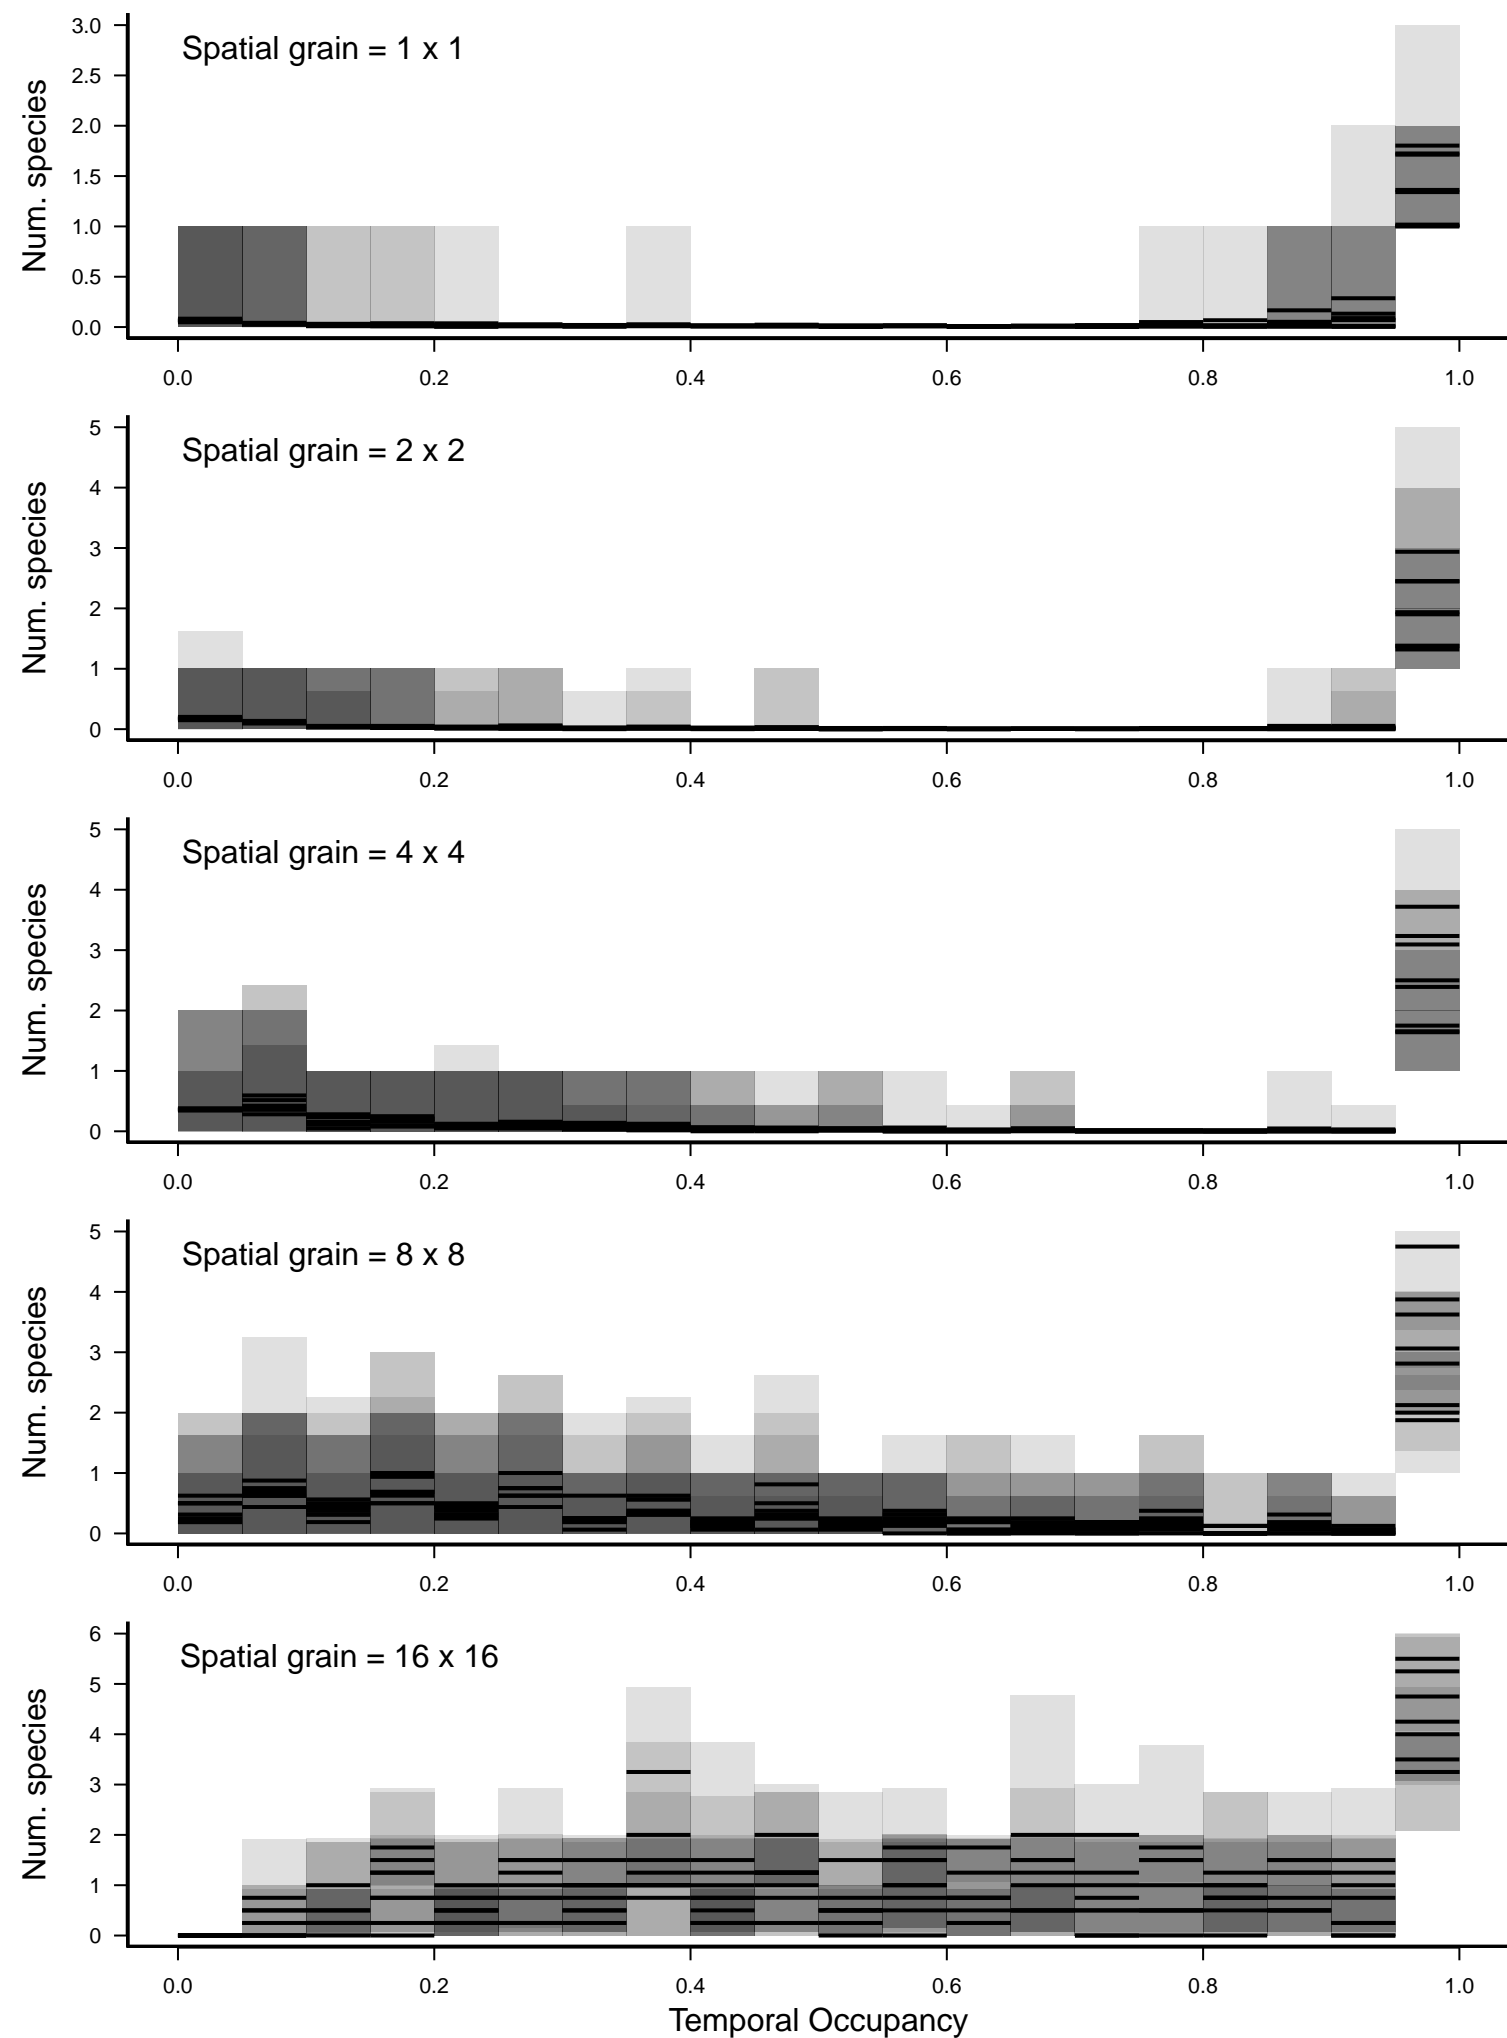 Spatial grain = 1 x 1
Num. species
3.0
2.5
2.0
1.5
1.0
0.5
0.0
0.0 0.2 0.4 0.6 0.8 1.0
Spatial grain = 2 x 2
Num. species
5
4
3
2
1
0
0.0 0.2 0.4 0.6 0.8 1.0
Spatial grain = 4 x 4
Num. species
5
4
3
2
1
0
0.0 0.2 0.4 0.6 0.8 1.0
Spatial grain = 8 x 8
Num. species
5
4
3
2
1
0
0.0 0.2 0.4 0.6 0.8 1.0
Spatial grain = 16 x 16
Num. species
6
5
4
3
2
1
0
0.0 0.2 0.4 0.6 0.8 1.0
Temporal Occupancy